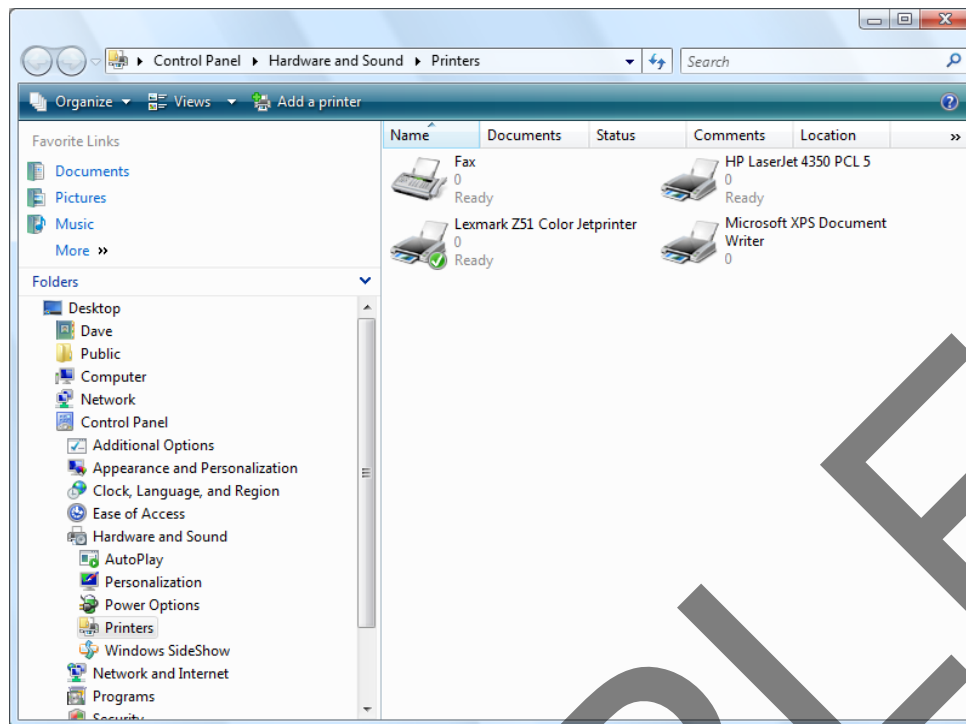 Control Panel ▸ Hardware and Sound ▸ Printers
Search
Organize Views Add a printer
Favorite Links
Documents
Pictures
Music
More »
Folders
Desktop
Dave
Public
Computer
Network
Control Panel
Additional Options
Appearance and Personalization
Clock, Language, and Region
Ease of Access
Hardware and Sound
AutoPlay
Personalization
Power Options
Printers
Windows SideShow
Network and Internet
Programs
Security
Name Documents Status Comments Location »
Fax
0
Ready
HP LaserJet 4350 PCL 5
0
Ready
Lexmark Z51 Color Jetprinter
0
Ready
Microsoft XPS Document
Writer
0